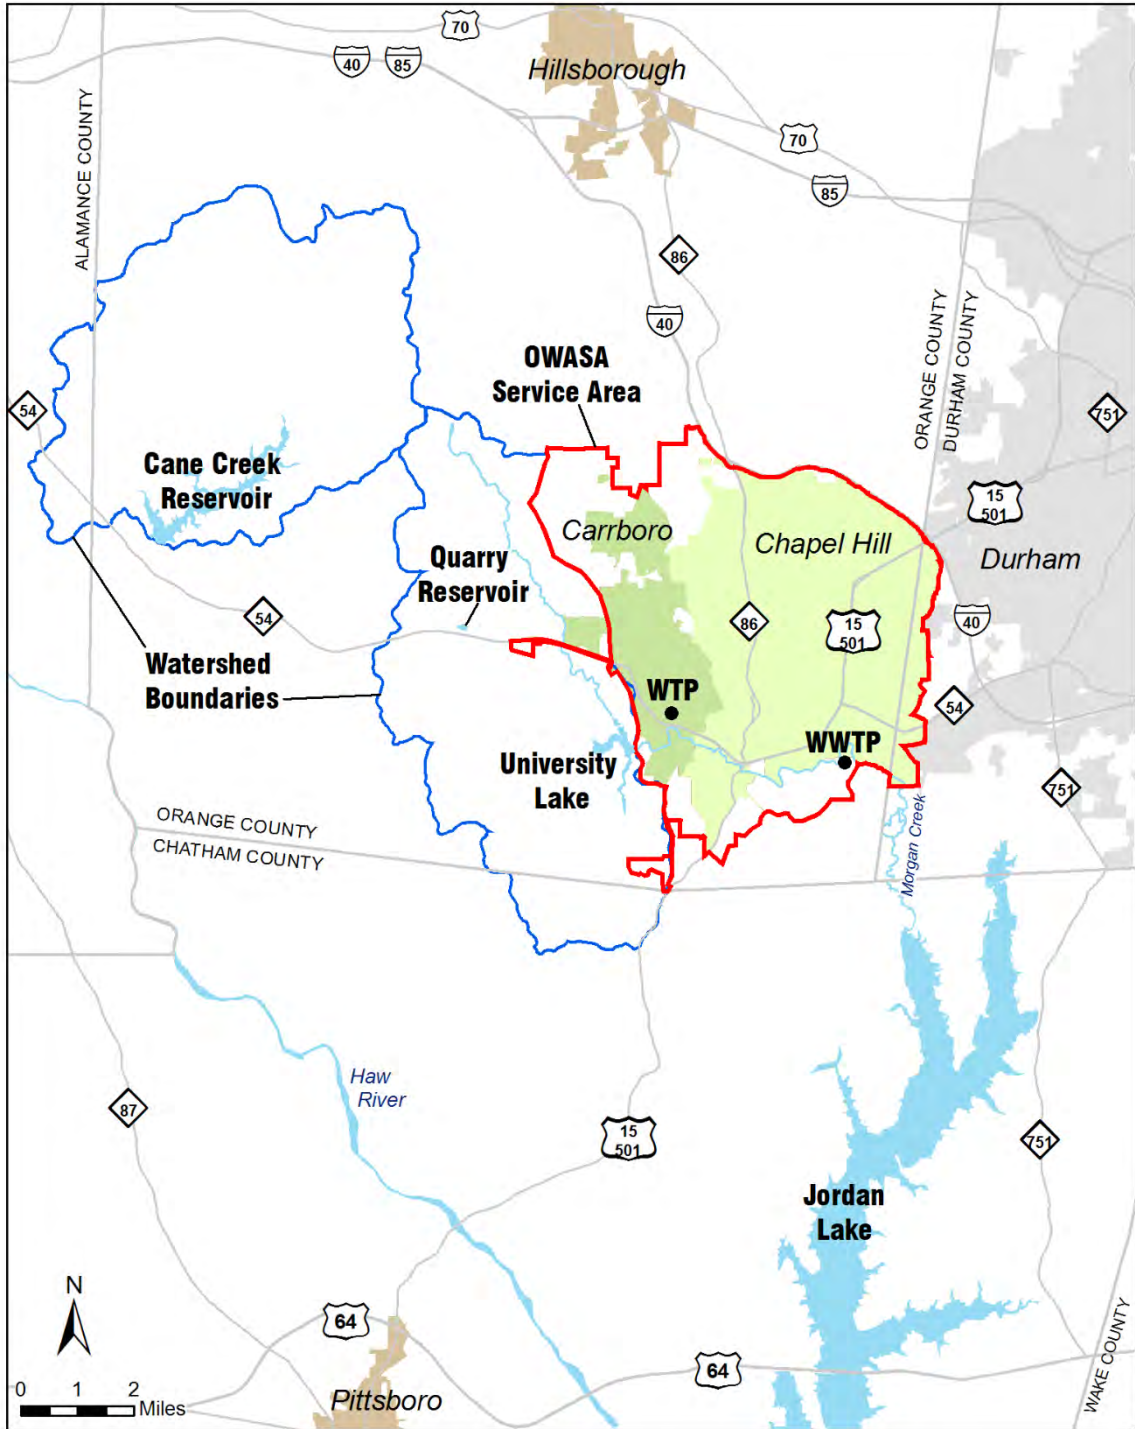 70
40
85
Hillsborough
70
85
ALAMANCE COUNTY
86
40
ORANGE COUNTY
DURHAM COUNTY
OWASA
Service Area
54
751
Cane Creek
Reservoir
15
501
Carrboro
Chapel Hill
Durham
Quarry
Reservoir
54
86
15
501
40
Watershed
Boundaries
WTP
54
WWTP
University
Lake
751
ORANGE COUNTY
CHATHAM COUNTY
Morgan Creek
Haw
River
87
15
501
751
Jordan
Lake
N
64
64
WAKE COUNTY
0 1 2
Miles
Pittsboro